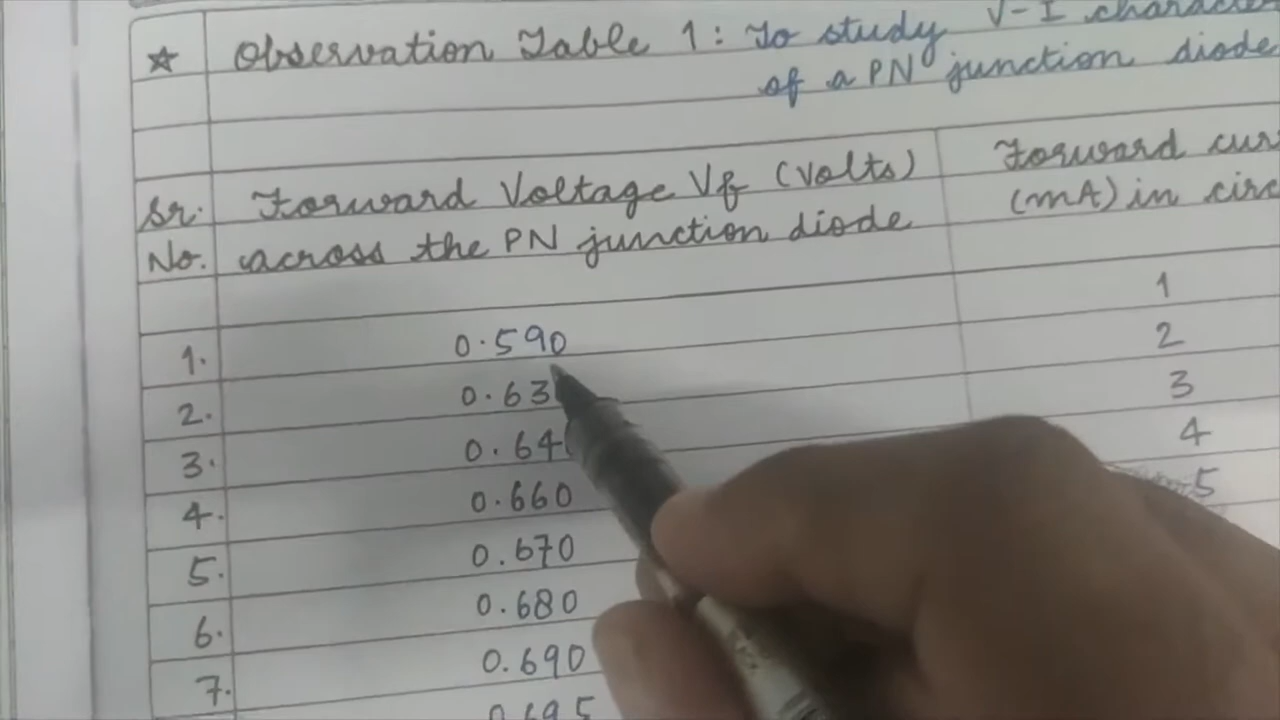 ☆ Observation Table 1: To study V-I
of a PN junction diode
Sr. No. Forward Voltage Vf (Volts) across the PN junction diode Forward (mA) in
1. 0.590 1
2. 2
3. 3
4. 0.660 4
5. 0.670 5
6. 0.680
7. 0.690
0.695